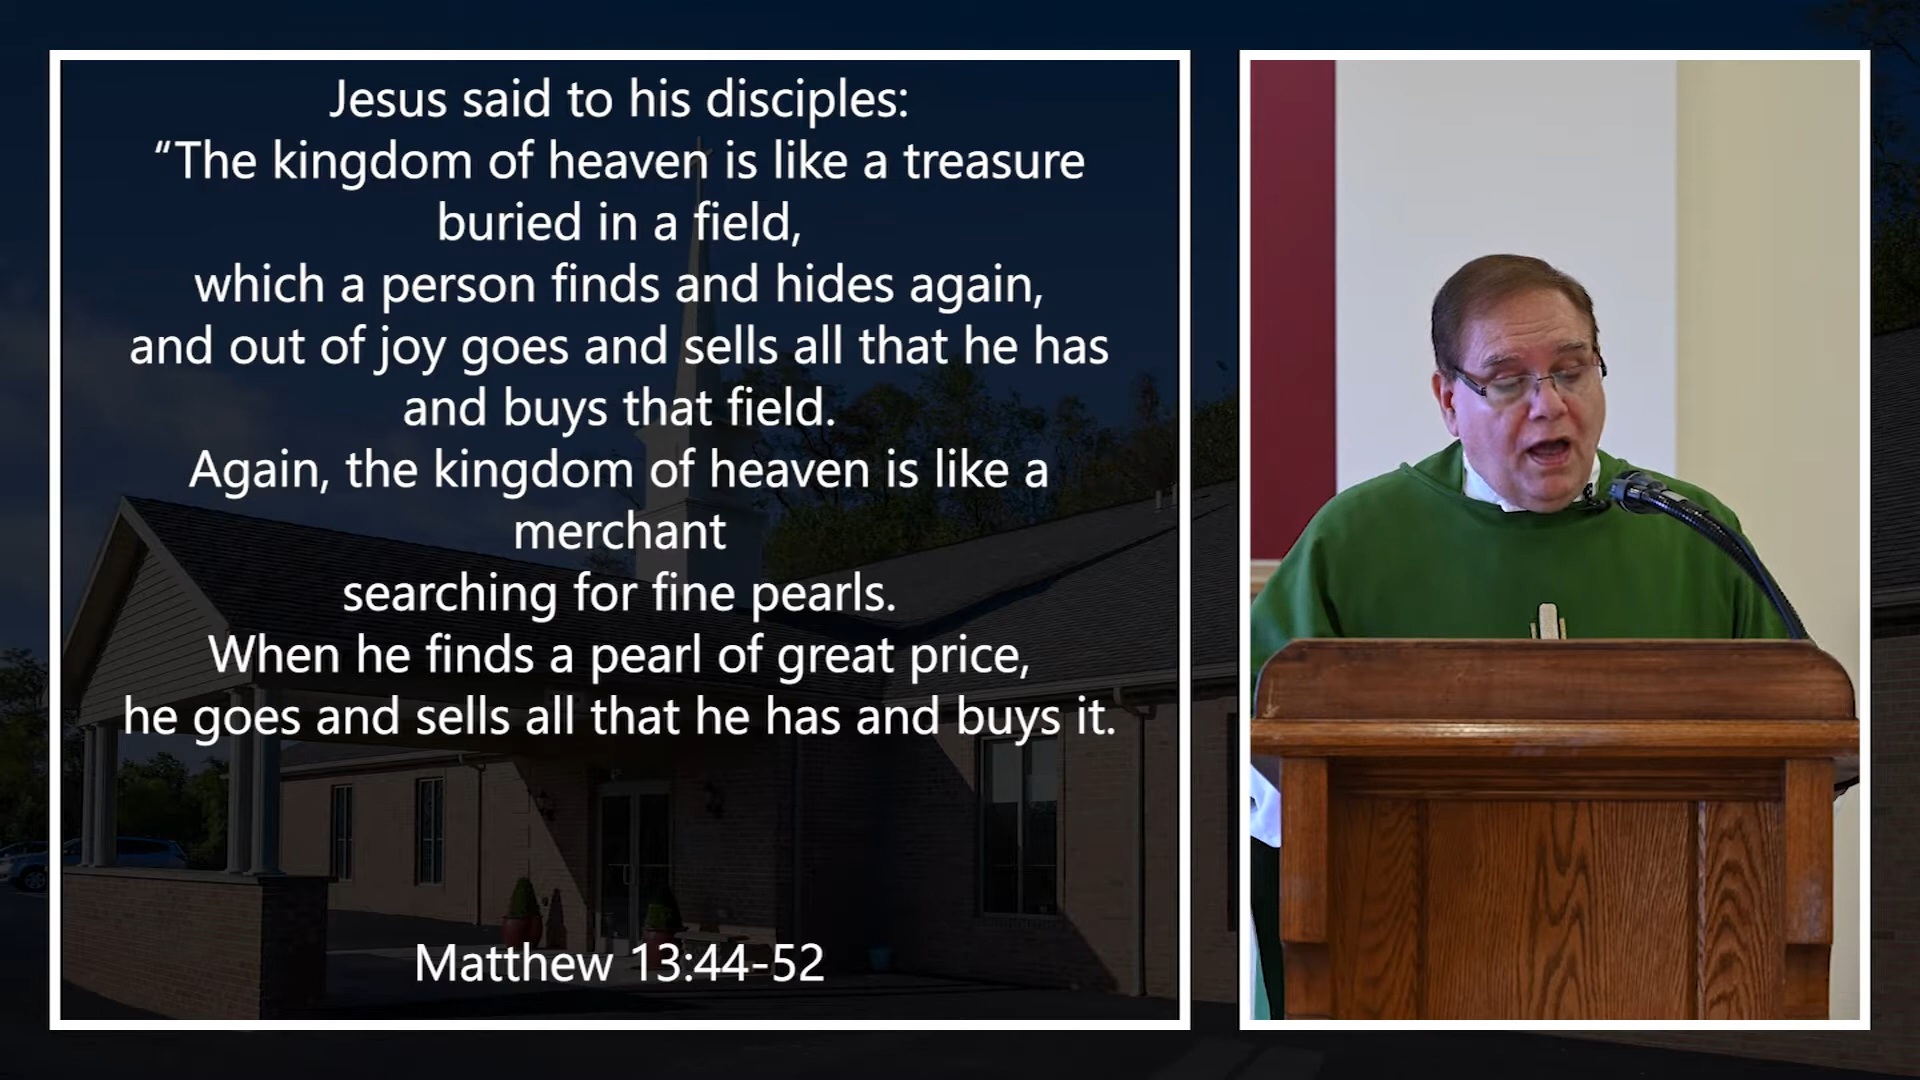 Jesus said to his disciples:
“The kingdom of heaven is like a treasure
buried in a field,
which a person finds and hides again,
and out of joy goes and sells all that he has
and buys that field.
Again, the kingdom of heaven is like a
merchant
searching for fine pearls.
When he finds a pearl of great price,
he goes and sells all that he has and buys it.
Matthew 13:44-52